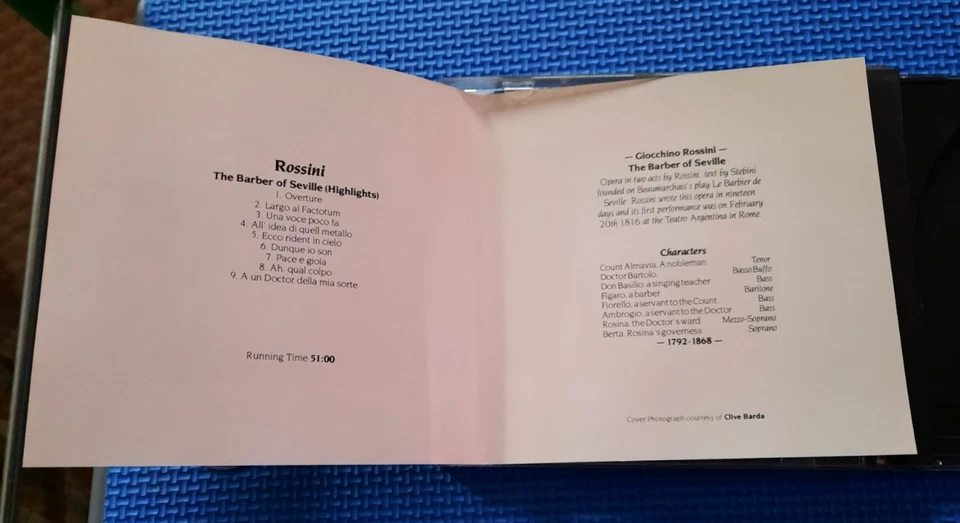 Rossini
The Barber of Seville (Highlights)
1. Overture
2. Largo al Factotum
3. Una voce poco fa
4. All' idea di quell metallo
5. Ecco rident in cielo
6. Dunque io son
7. Pace e gioia
8. Ah, qual colpo
9. A un Doctor della mia sorte
Running Time 51:00
— Giocchino Rossini —
The Barber of Seville
Opera in two acts by Rossini, text by Stebini
founded on Beaumarchais's play Le Barbier de
Seville. Rossini wrote this opera in nineteen
days and its first performance was on February
20th 1816 at the Teatro Argentina in Rome.
Characters
Count Almavia, A nobleman Tenor
Doctor Bartolo, Basso Buffo
Don Basilio, a singing teacher Bass
Figaro, a barber Baritone
Fiorello, a servant to the Count Bass
Ambrogio, a servant to the Doctor Bass
Rosina, the Doctor's ward Mezzo-Soprano
Berta, Rosina's governess Soprano
— 1792-1868 —
Cover Photograph courtesy of Clive Barda